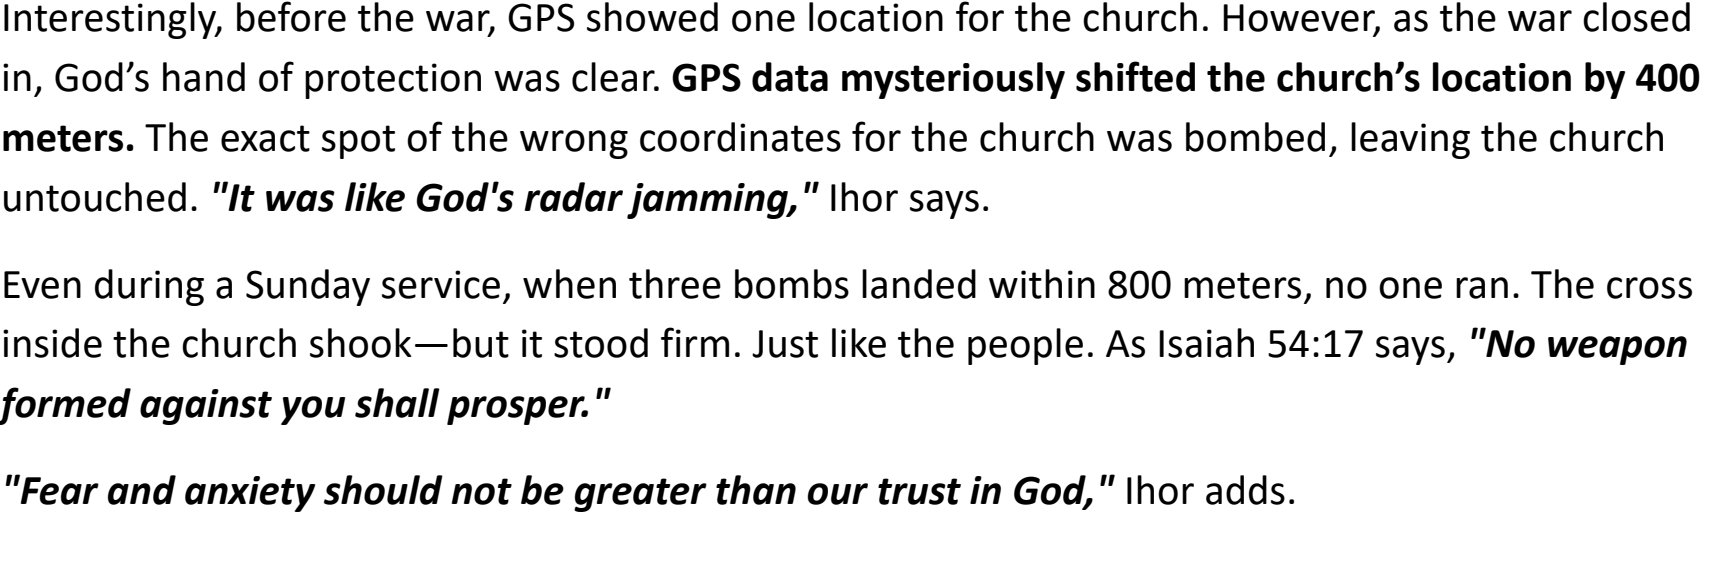 Interestingly, before the war, GPS showed one location for the church. However, as the war closed
in, God’s hand of protection was clear. GPS data mysteriously shifted the church’s location by 400
meters. The exact spot of the wrong coordinates for the church was bombed, leaving the church
untouched. "It was like God's radar jamming," Ihor says.
Even during a Sunday service, when three bombs landed within 800 meters, no one ran. The cross
inside the church shook—but it stood firm. Just like the people. As Isaiah 54:17 says, "No weapon
formed against you shall prosper."
"Fear and anxiety should not be greater than our trust in God," Ihor adds.